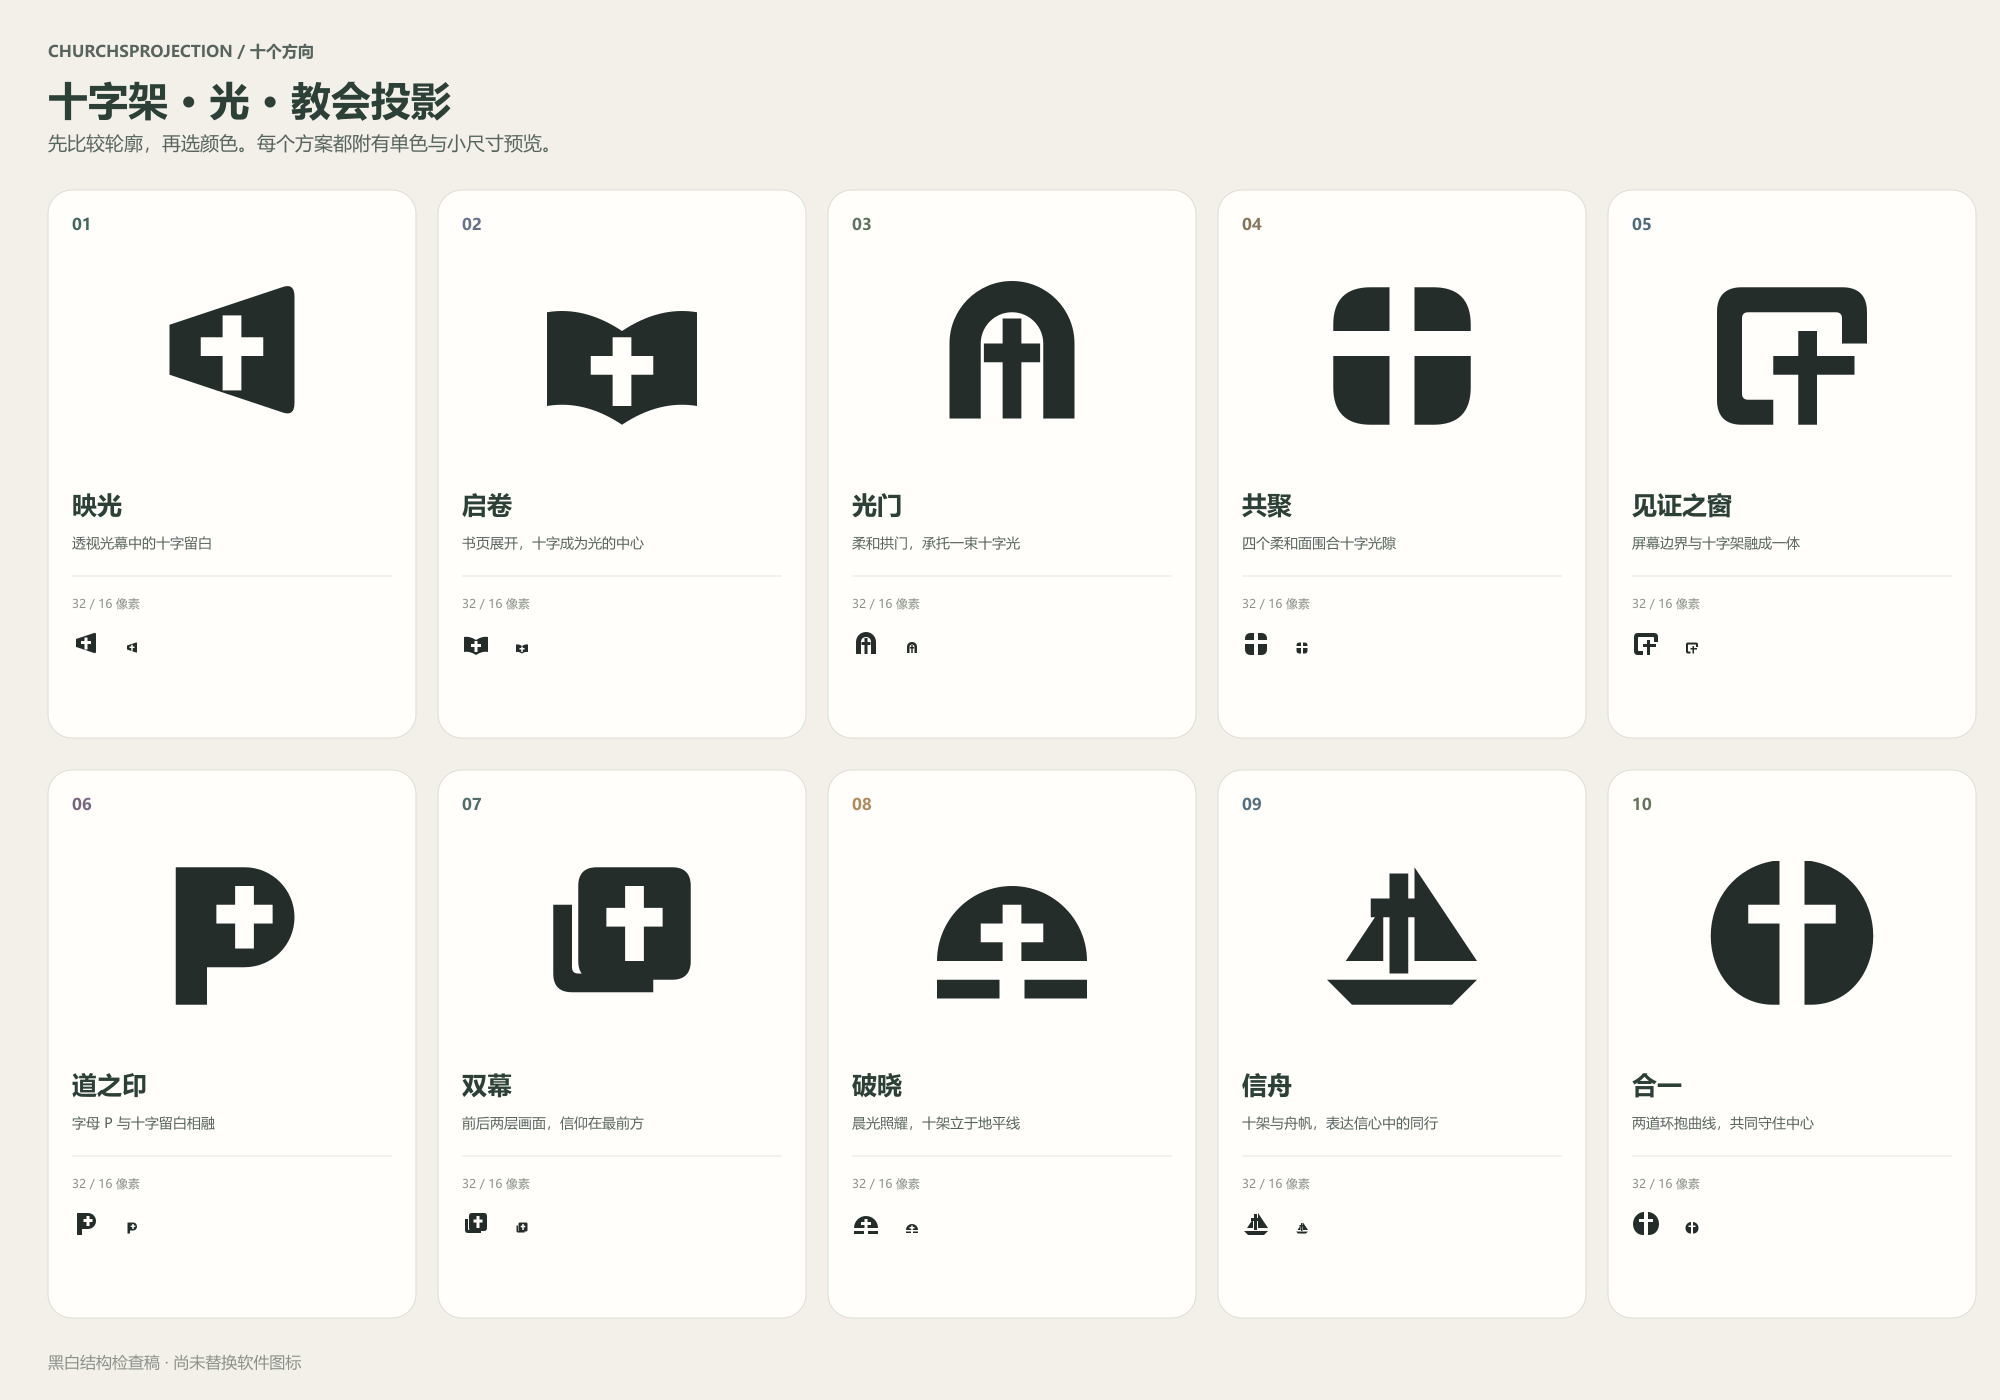 CHURCHSPROJECTION / 十个方向
十字架・光・教会投影
先比较轮廓，再选颜色。每个方案都附有单色与小尺寸预览。
01
映光
透视光幕中的十字留白
32 / 16 像素
02
启卷
书页展开，十字成为光的中心
32 / 16 像素
03
光门
柔和拱门，承托一束十字光
32 / 16 像素
04
共聚
四个柔和面围合十字光隙
32 / 16 像素
05
见证之窗
屏幕边界与十字架融成一体
32 / 16 像素
06
道之印
字母 P 与十字留白相融
32 / 16 像素
07
双幕
前后两层画面，信仰在最前方
32 / 16 像素
08
破晓
晨光照耀，十架立于地平线
32 / 16 像素
09
信舟
十架与舟帆，表达信心中的同行
32 / 16 像素
10
合一
两道环抱曲线，共同守住中心
32 / 16 像素
黑白结构检查稿 · 尚未替换软件图标